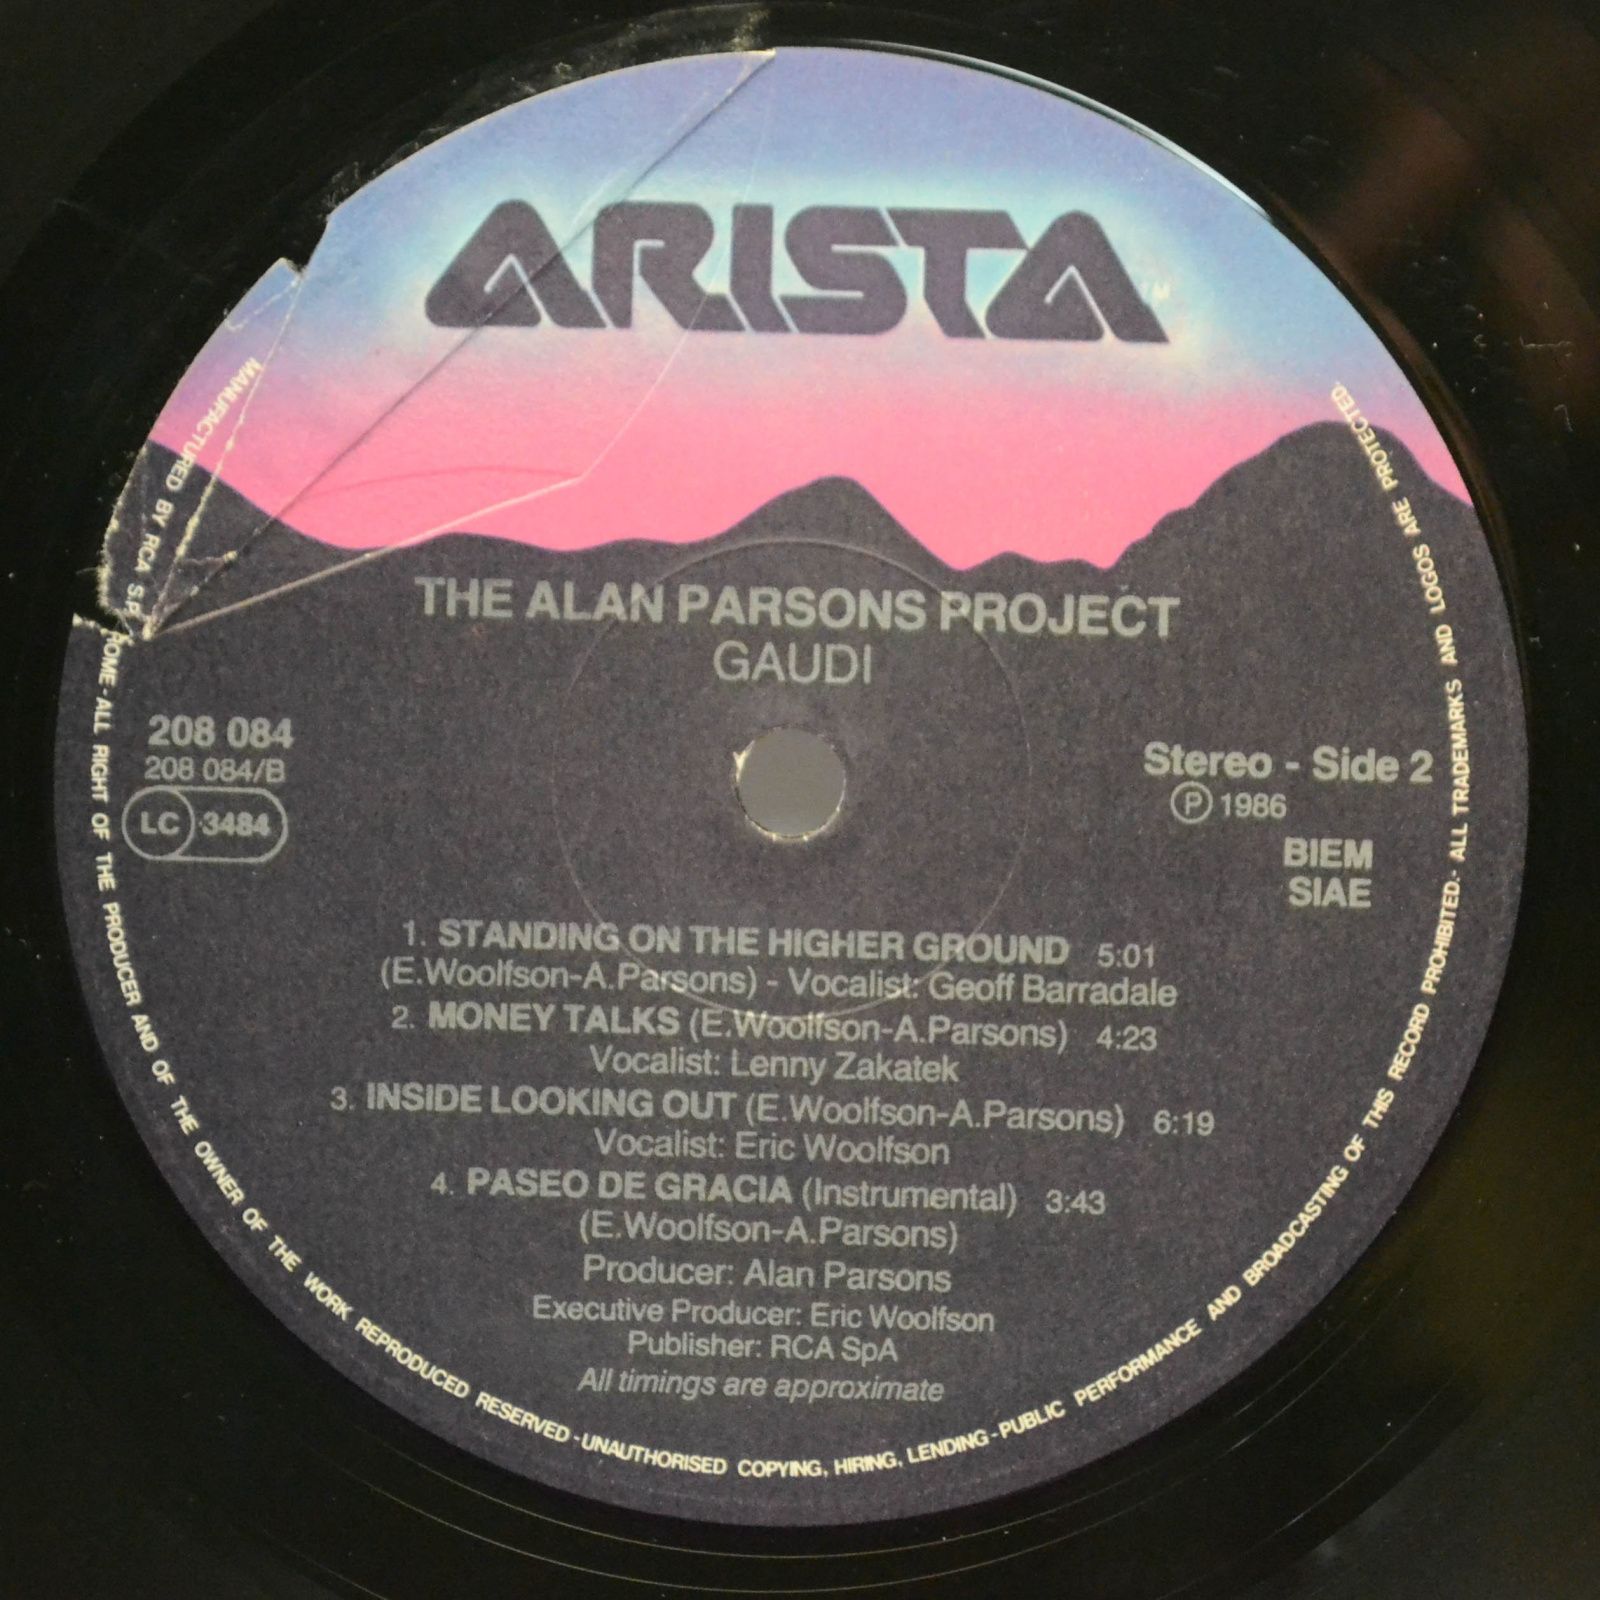 ARISTA
TM
THE ALAN PARSONS PROJECT
GAUDI
208 084
208 084/B
LC 3484
Stereo - Side 2
Ⓟ 1986
BIEM
SIAE
1. STANDING ON THE HIGHER GROUND 5:01
(E.Woolfson-A.Parsons) - Vocalist: Geoff Barradale
2. MONEY TALKS (E.Woolfson-A.Parsons) 4:23
Vocalist: Lenny Zakatek
3. INSIDE LOOKING OUT (E.Woolfson-A.Parsons) 6:19
Vocalist: Eric Woolfson
4. PASEO DE GRACIA (Instrumental) 3:43
(E.Woolfson-A.Parsons)
Producer: Alan Parsons
Executive Producer: Eric Woolfson
Publisher: RCA SpA
All timings are approximate
MANUFACTURED BY RCA ROME - ALL RIGHT OF THE PRODUCER AND OF THE OWNER OF THE WORK REPRODUCED RESERVED - UNAUTHORISED COPYING, HIRING, LENDING - PUBLIC PERFORMANCE AND BROADCASTING OF THIS RECORD PROHIBITED.- ALL TRADEMARKS AND LOGOS ARE PROTECTED.